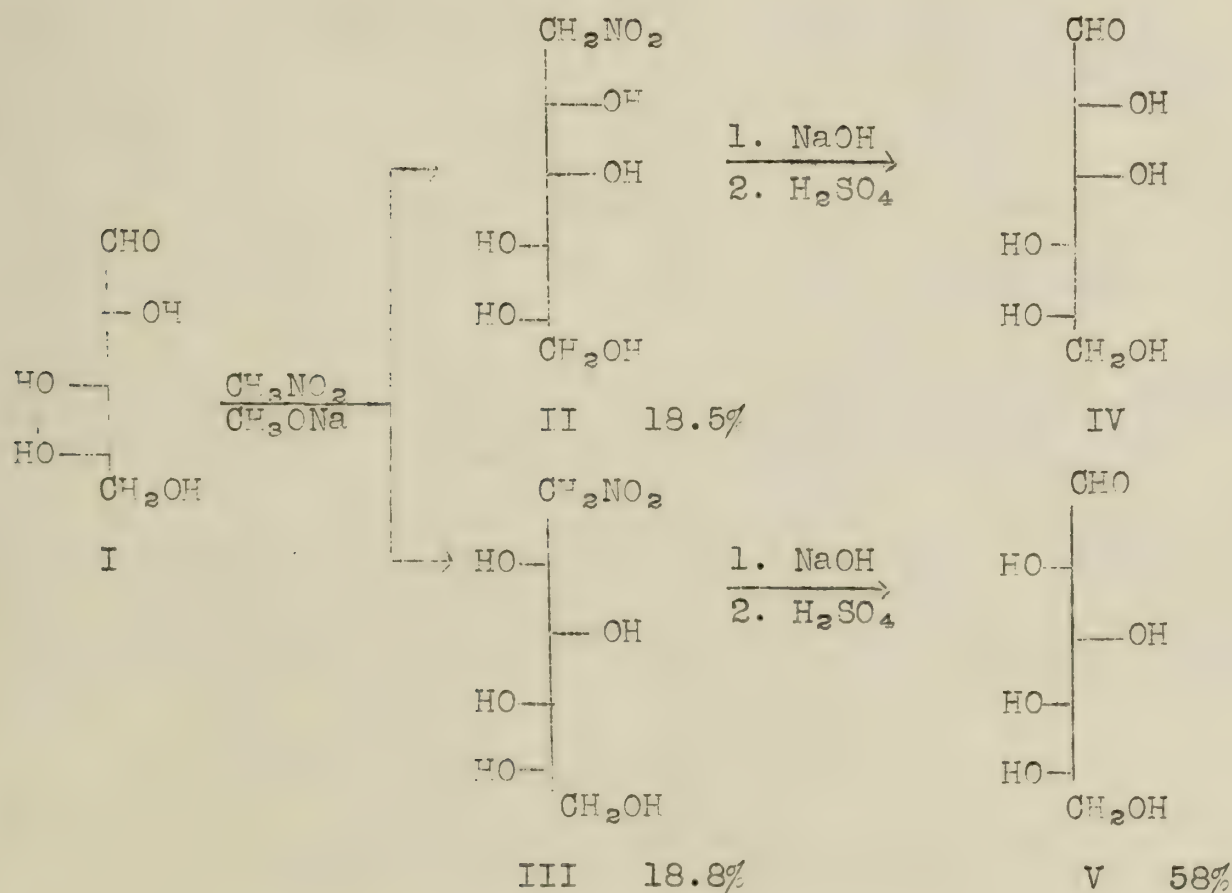 CHO
OH
HO
HO
CH₂OH
I
CH₃NO₂
CH₃ONa
CH₂NO₂
OH
OH
HO
HO
CH₂OH
II 18.5%
1. NaOH
2. H₂SO₄
CHO
OH
OH
HO
HO
CH₂OH
IV
CH₂NO₂
HO
OH
HO
HO
CH₂OH
III 18.8%
1. NaOH
2. H₂SO₄
CHO
HO
OH
HO
HO
CH₂OH
V 58%